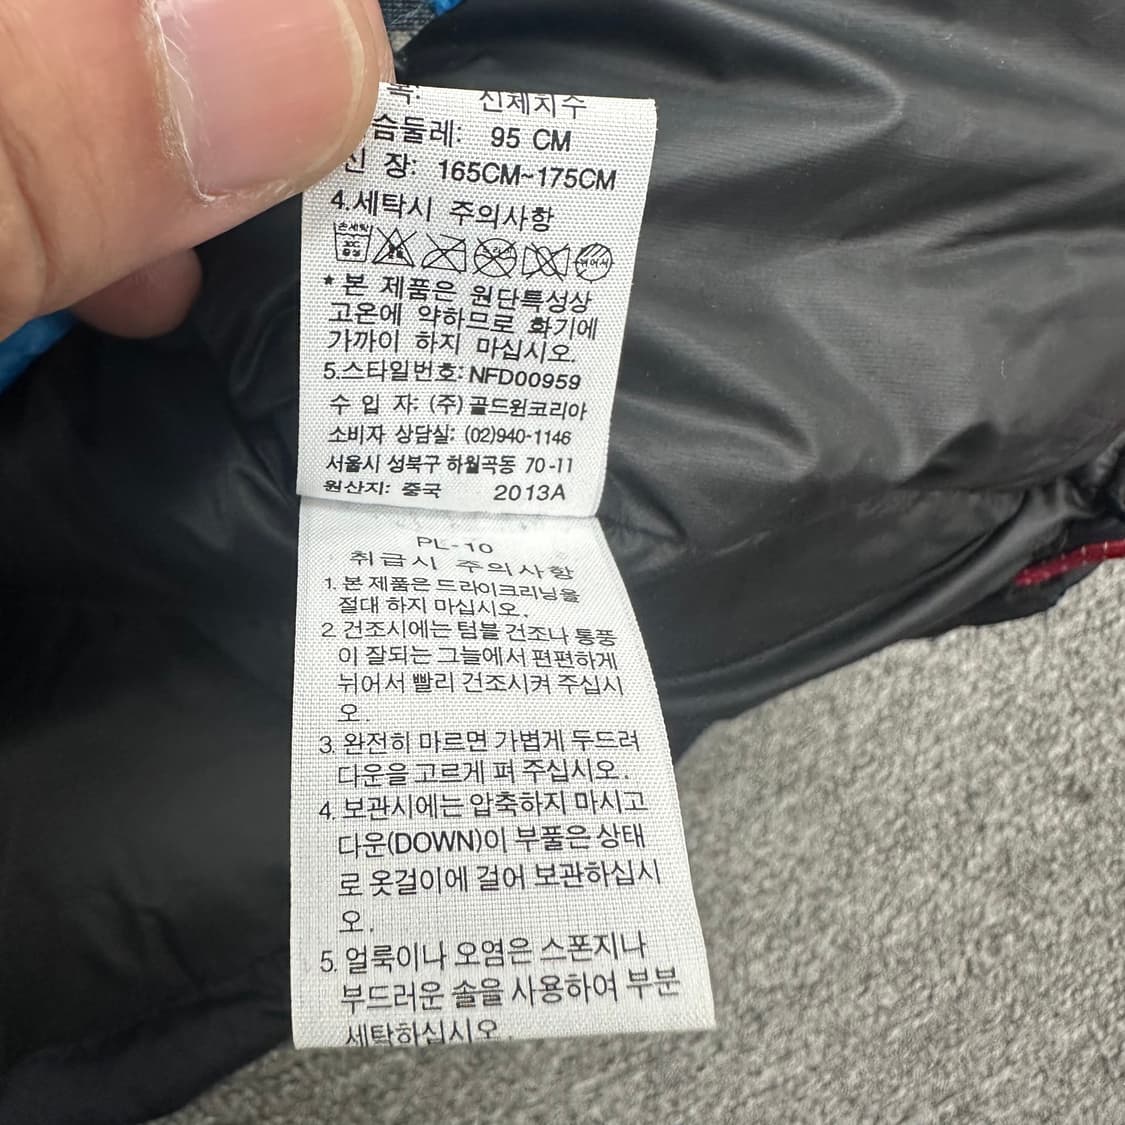 신체치수
슴둘레: 95 CM
신 장: 165CM~175CM
4.세탁시 주의사항
손세탁
뉘어서
* 본 제품은 원단특성상
고온에 약하므로 화기에
가까이 하지 마십시오.
5.스타일번호: NFD00959
수 입 자: (주)골드윈코리아
소비자 상담실: (02)940-1146
서울시 성북구 하월곡동 70-11
원산지: 중국 2013A
PL-10
취급시 주의사항
1. 본 제품은 드라이크리닝을
절대 하지 마십시오.
2. 건조시에는 텀블 건조나 통풍
이 잘되는 그늘에서 편편하게
뉘어서 빨리 건조시켜 주십시
오.
3. 완전히 마르면 가볍게 두드려
다운을 고르게 펴 주십시오.
4. 보관시에는 압축하지 마시고
다운(DOWN)이 부풀은 상태
로 옷걸이에 걸어 보관하십시
오.
5. 얼룩이나 오염은 스폰지나
부드러운 솔을 사용하여 부분
세탁하십시오.